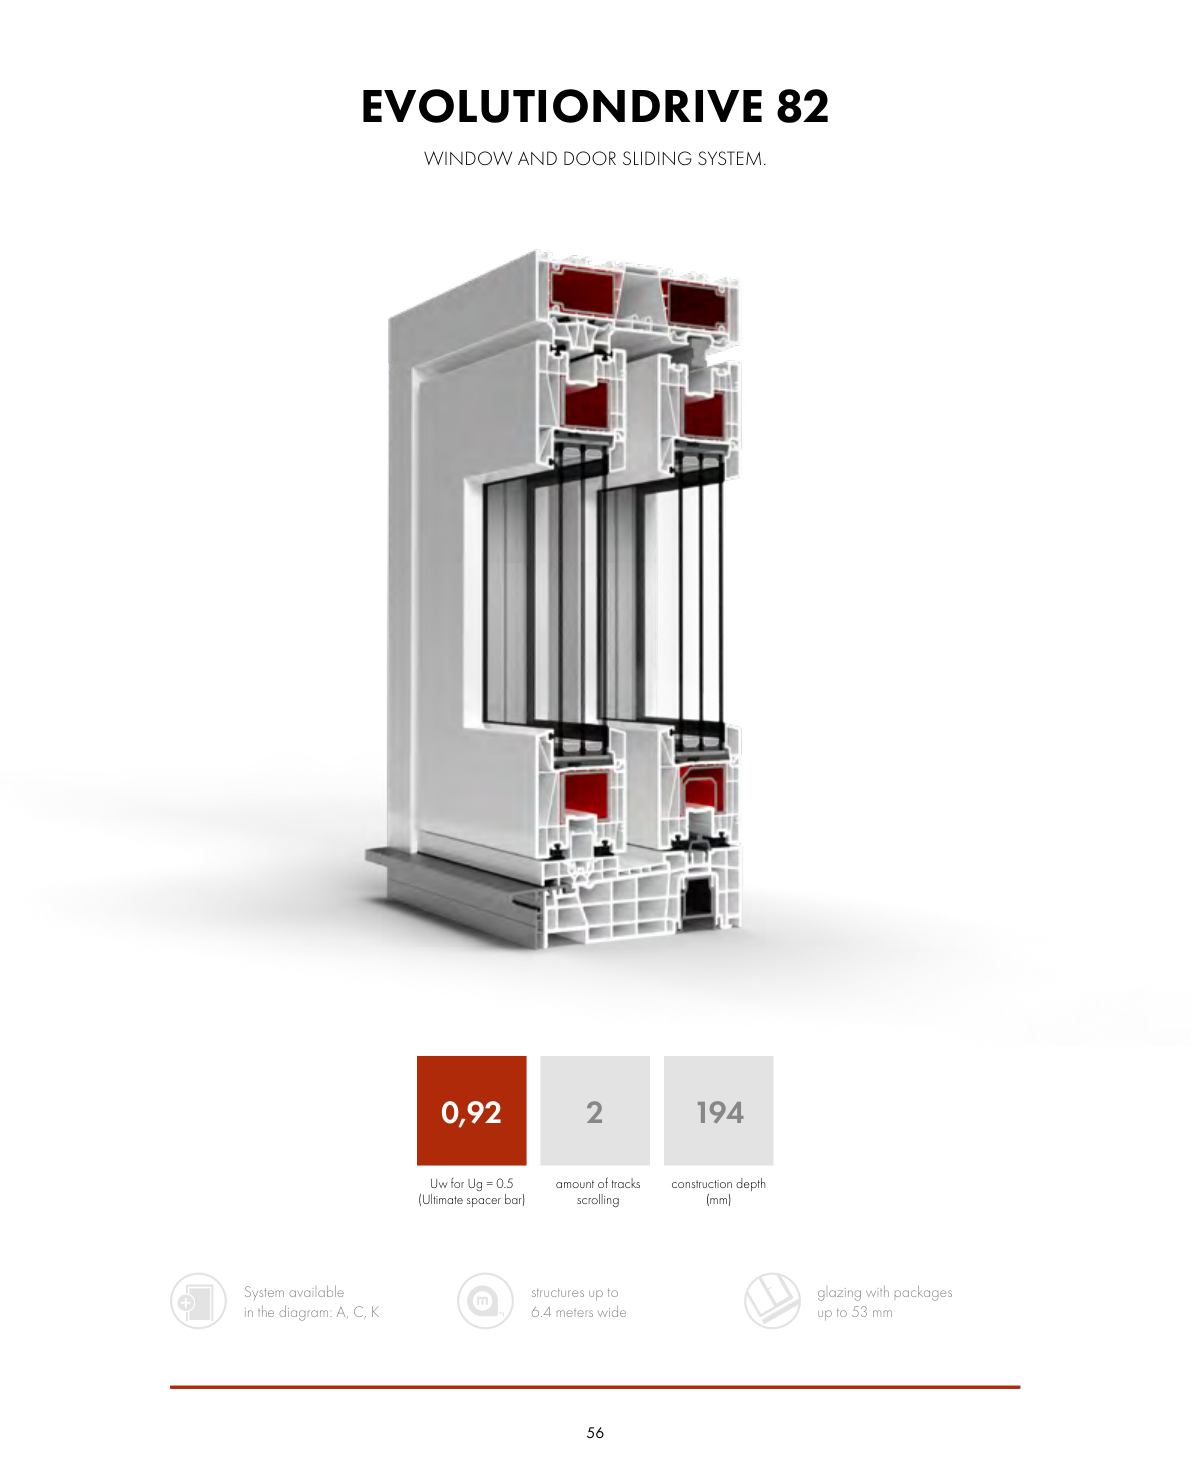 EVOLUTIONDRIVE 82
WINDOW AND DOOR SLIDING SYSTEM.
0,92
2
194
Uw for Ug = 0.5
(Ultimate spacer bar)
amount of tracks
scrolling
construction depth
(mm)
System available
in the diagram: A, C, K
m
structures up to
6.4 meters wide
glazing with packages
up to 53 mm
56